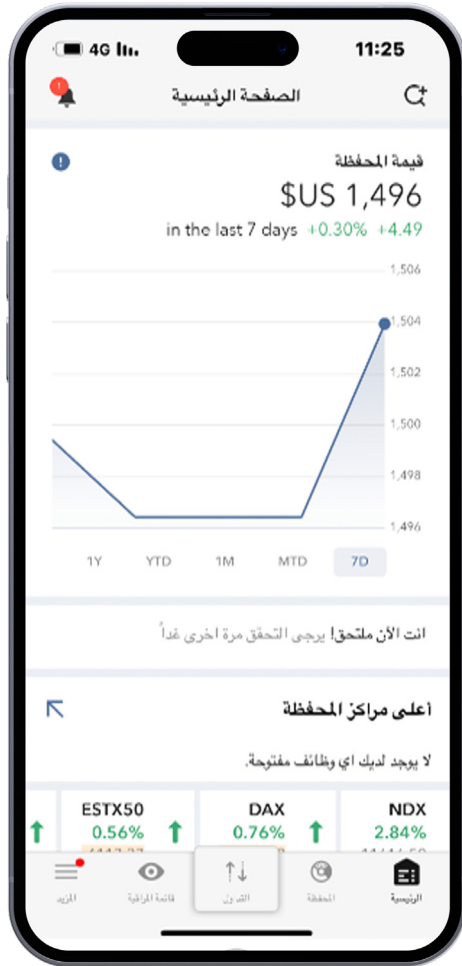 4G 11:25
1
الصفحة الرئيسية
قيمة المحفظة
$US 1,496
in the last 7 days +0.30% +4.49
1,506
1,504
1,502
1,500
1,498
1,496
1Y YTD 1M MTD 7D
انت الآن ملتحق! يرجى التحقق مرة اخرى غداً
أعلى مراكز المحفظة
لا يوجد لديك اي وظائف مفتوحة.
ESTX50 DAX NDX
0.56% 0.76% 2.84%
الرئيسية المحفظة التداول قائمة المراقبة المزيد